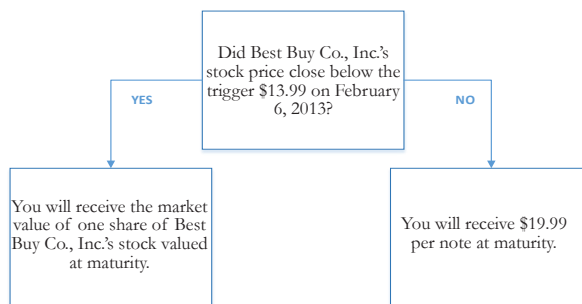 Did Best Buy Co., Inc.'s
stock price close below the
trigger $13.99 on February
6, 2013?
YES
NO
You will receive the market
value of one share of Best
Buy Co., Inc.'s stock valued
at maturity.
You will receive $19.99
per note at maturity.